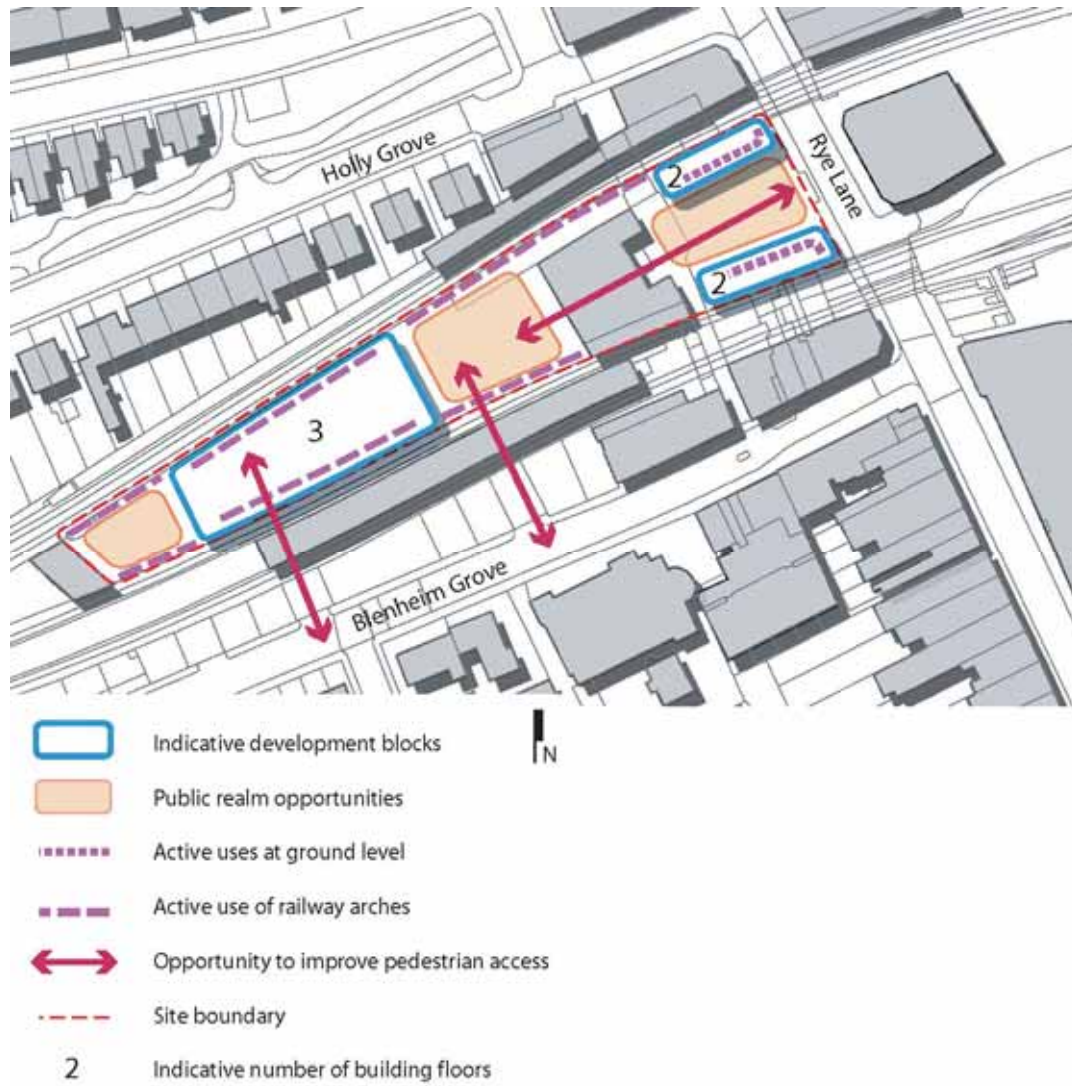 Holly Grove
Rye Lane
2
2
3
Blenheim Grove
Indicative development blocks
N
Public realm opportunities
Active uses at ground level
Active use of railway arches
Opportunity to improve pedestrian access
Site boundary
2 Indicative number of building floors